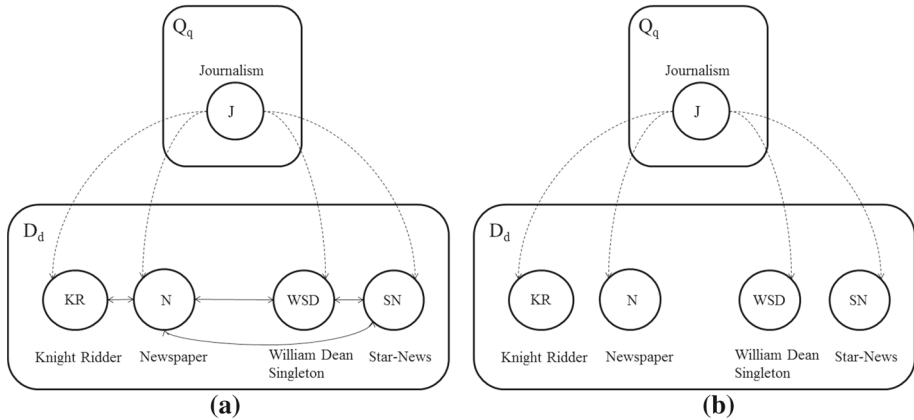 Q_q
Journalism
J
D_d
KR
N
WSD
SN
Knight Ridder
Newspaper
William Dean
Singleton
Star-News
(a)
Q_q
Journalism
J
D_d
KR
N
WSD
SN
Knight Ridder
Newspaper
William Dean
Singleton
Star-News
(b)